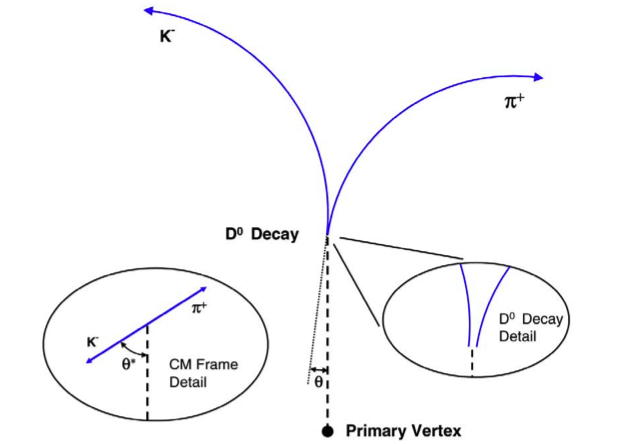 K⁻
π⁺
D⁰ Decay
π⁺
K⁻
θ*
CM Frame
Detail
D⁰ Decay
Detail
θ
Primary Vertex